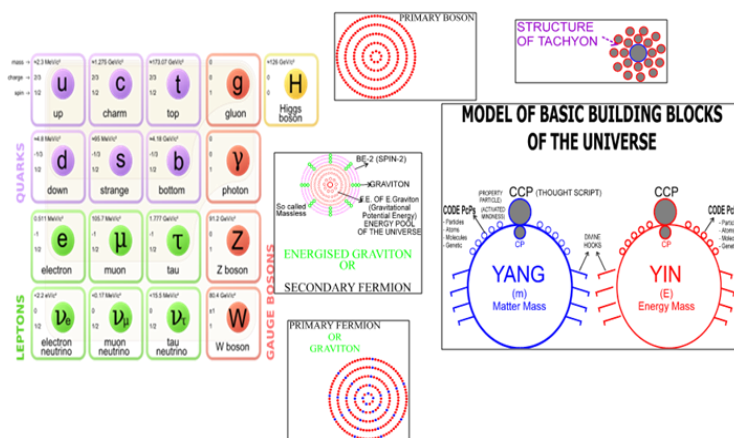 mass → ≈2.3 MeV/c² ≈1.275 GeV/c² ≈173.07 GeV/c² 0 ≈126 GeV/c²
charge → 2/3 2/3 2/3 0 0
spin → 1/2 1/2 1/2 1 0
u c t g H
up charm top gluon Higgs boson
QUARKS
≈4.8 MeV/c² ≈95 MeV/c² ≈4.18 GeV/c² 0
-1/3 -1/3 -1/3 0
1/2 1/2 1/2 1
d s b γ
down strange bottom photon
0.511 MeV/c² 105.7 MeV/c² 1.777 GeV/c² 91.2 GeV/c²
-1 -1 -1 0
1/2 1/2 1/2 1
e μ τ Z
electron muon tau Z boson
LEPTONS
<2.2 eV/c² <0.17 MeV/c² <15.5 MeV/c² 80.4 GeV/c²
0 0 0 ±1
1/2 1/2 1/2 1
νe νμ ντ W
electron neutrino muon neutrino tau neutrino W boson
GAUGE BOSONS
PRIMARY BOSON
BE-2 (SPIN-2)
GRAVITON
So called
Massless
E.E. OF E.Graviton
(Gravitational
Potential Energy)
ENERGY POOL
OF THE UNIVERSE
ENERGISED GRAVITON
OR
SECONDARY FERMION
PRIMARY FERMION
OR
GRAVITON
STRUCTURE
OF TACHYON
MODEL OF BASIC BUILDING BLOCKS
OF THE UNIVERSE
CCP (THOUGHT SCRIPT) CCP
(PROPERTY
PARTICLE)
(ACTIVATED
MINDNESS)
CODE PcPs
- Particles
- Atoms
- Molecules
- Genetic
CP
DIVINE
HOOKS
CP
CODE Pc
- Particles
- Atoms
- Molecu
- Genet
YANG
(m)
Matter Mass
YIN
(E)
Energy Mass